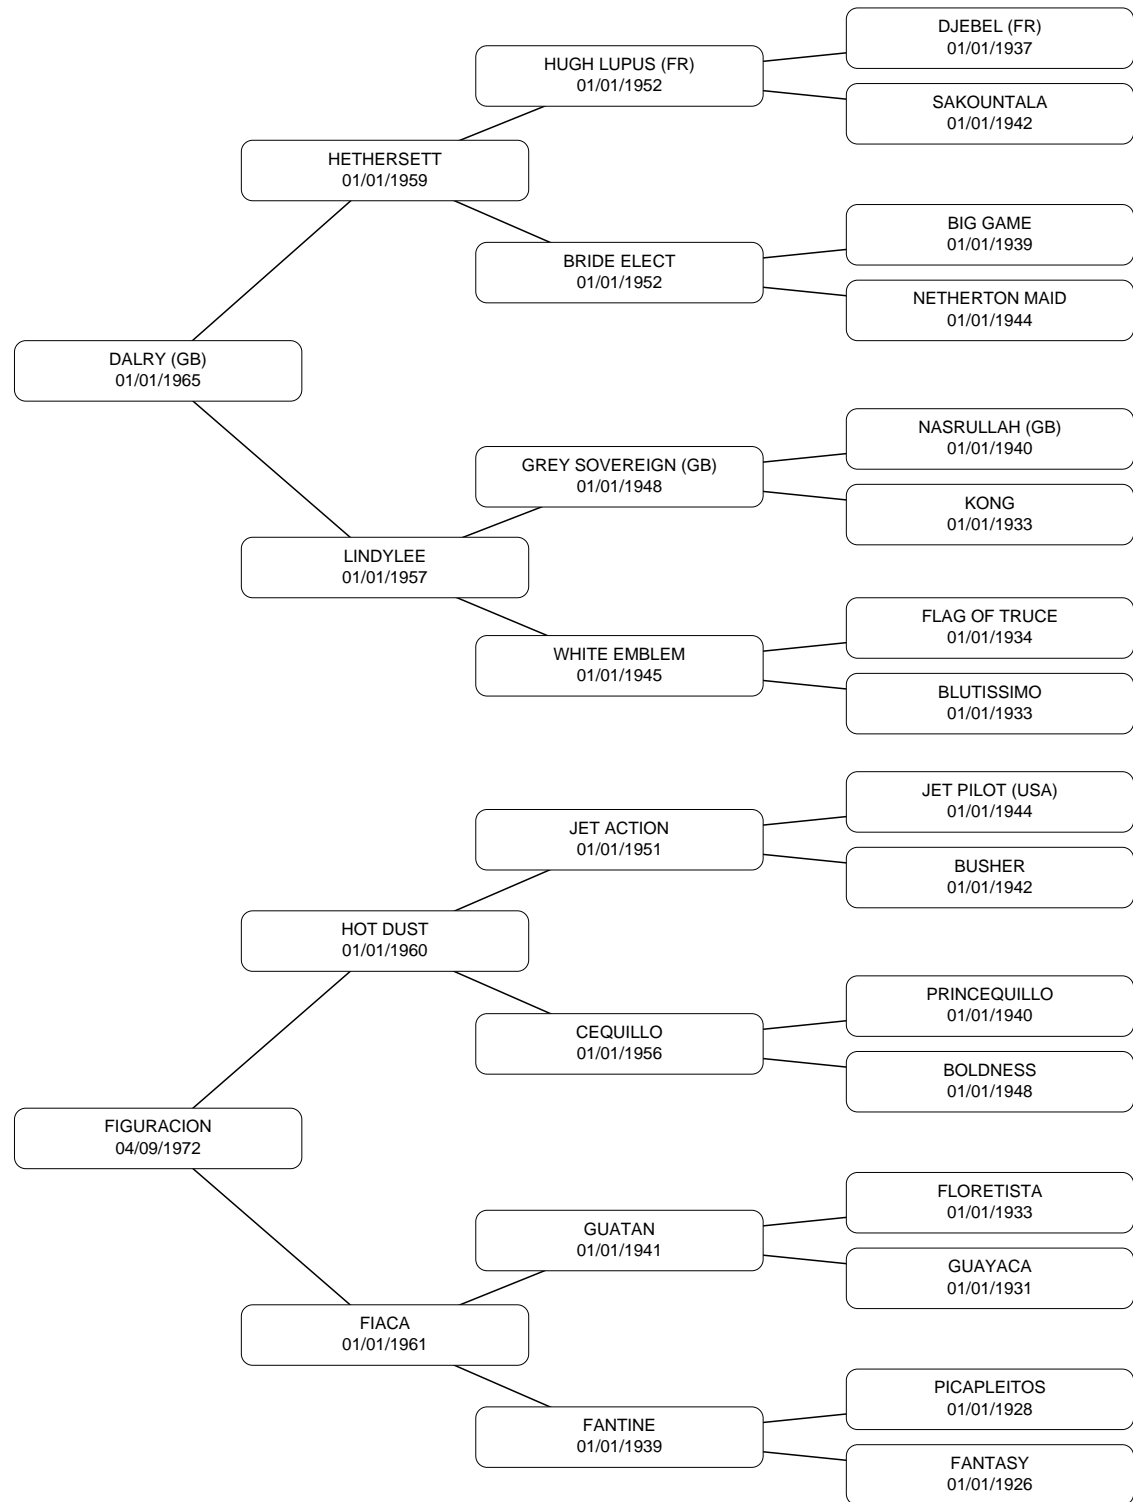 DJEBEL (FR)
01/01/1937
HUGH LUPUS (FR)
01/01/1952
SAKOUNTALA
01/01/1942
HETHERSETT
01/01/1959
BIG GAME
01/01/1939
BRIDE ELECT
01/01/1952
NETHERTON MAID
01/01/1944
DALRY (GB)
01/01/1965
NASRULLAH (GB)
01/01/1940
GREY SOVEREIGN (GB)
01/01/1948
KONG
01/01/1933
LINDYLEE
01/01/1957
FLAG OF TRUCE
01/01/1934
WHITE EMBLEM
01/01/1945
BLUTISSIMO
01/01/1933
JET PILOT (USA)
01/01/1944
JET ACTION
01/01/1951
BUSHER
01/01/1942
HOT DUST
01/01/1960
PRINCEQUILLO
01/01/1940
CEQUILLO
01/01/1956
BOLDNESS
01/01/1948
FIGURACION
04/09/1972
FLORETISTA
01/01/1933
GUATAN
01/01/1941
GUAYACA
01/01/1931
FIACA
01/01/1961
PICAPLEITOS
01/01/1928
FANTINE
01/01/1939
FANTASY
01/01/1926